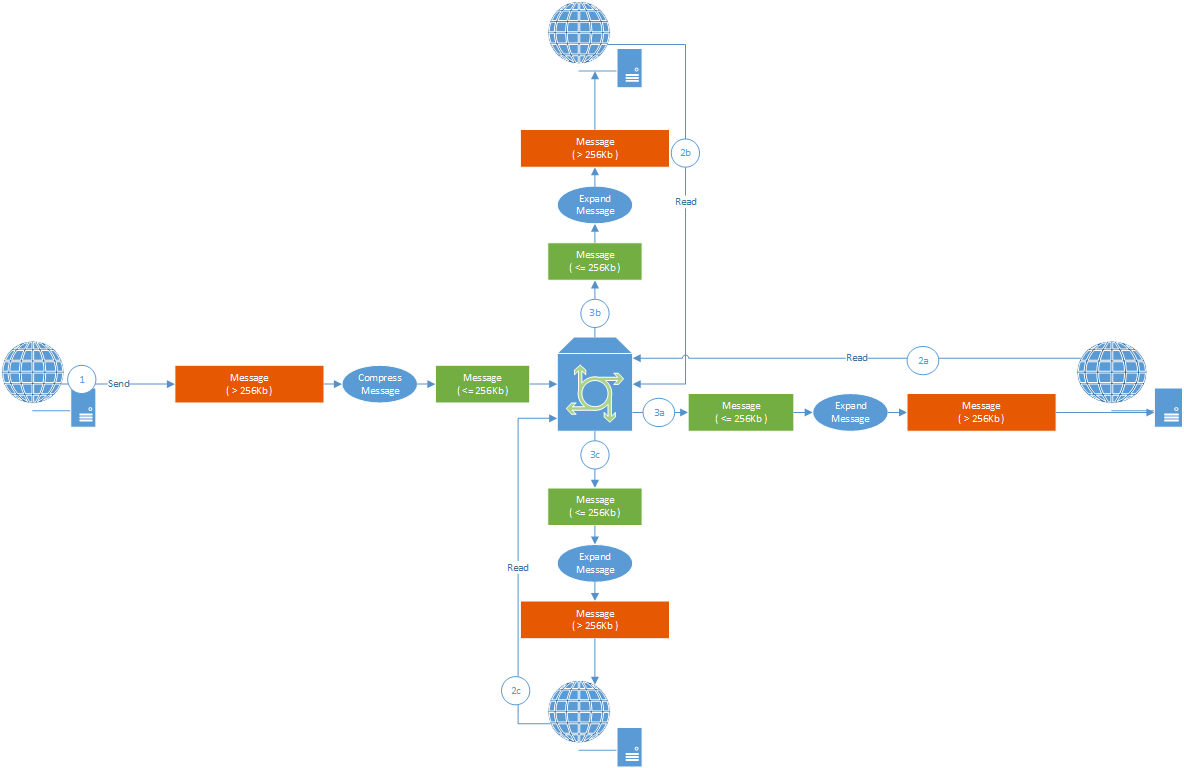 Message
( > 256Kb )
2b
Expand
Message
Read
Message
( <= 256Kb )
3b
1
Send
Message
( > 256Kb )
Compress
Message
Message
( <= 256Kb )
Read
2a
3a
Message
( <= 256Kb )
Expand
Message
Message
( > 256Kb )
3c
Message
( <= 256Kb )
Expand
Message
Read
Message
( > 256Kb )
2c